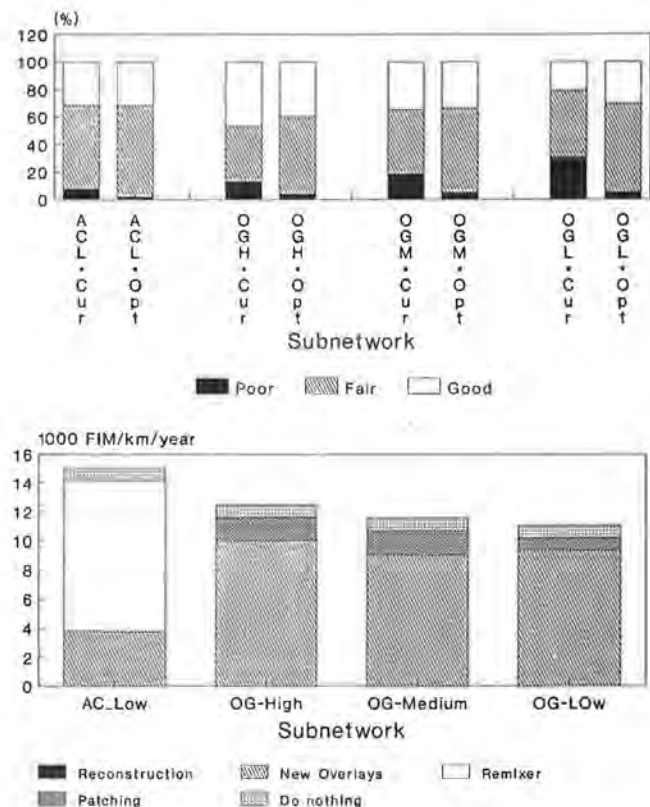 (%)
120
100
80
60
40
20
0
ACL*Cur
ACL*Opt
OGH*Cur
OGH*Opt
OGM*Cur
OGM*Opt
OGL*Cur
OGL*Opt
Subnetwork
Poor Fair Good
1000 FIM/km/year
16
14
12
10
8
6
4
2
0
AC_Low OG-High OG-Medium OG-LOw
Subnetwork
Reconstruction New Overlays Remixer
Patching Do nothing